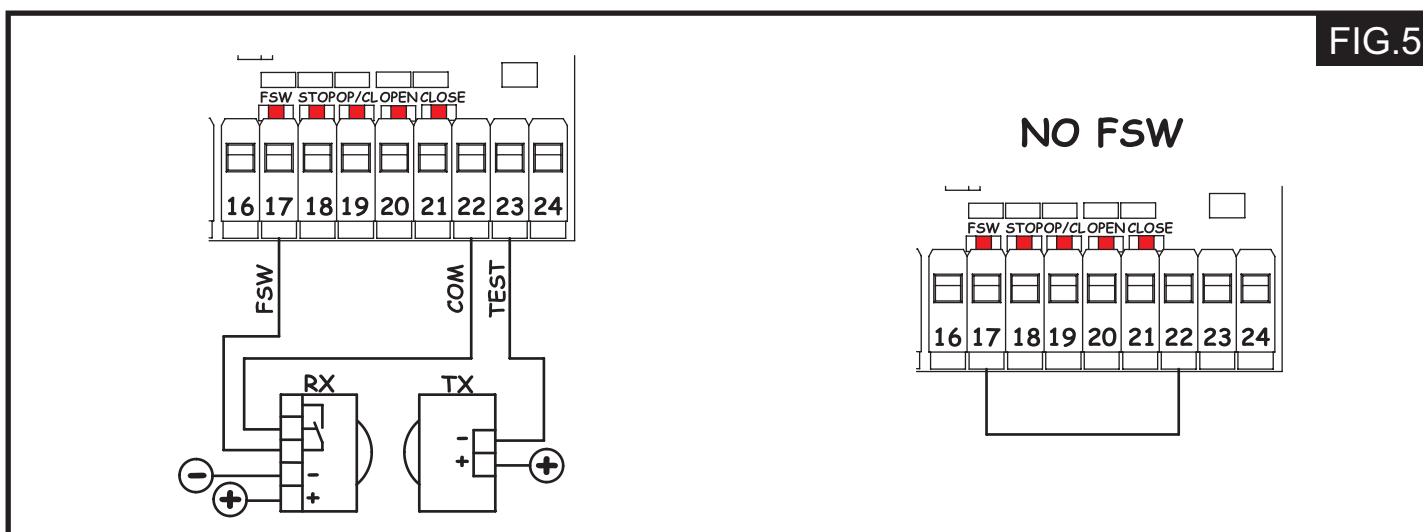 FIG.5
FSW STOP OP/CL OPEN CLOSE
16 17 18 19 20 21 22 23 24
FSW
COM
TEST
RX
TX
-
+
-
+
-
+
+
NO FSW
FSW STOP OP/CL OPEN CLOSE
16 17 18 19 20 21 22 23 24